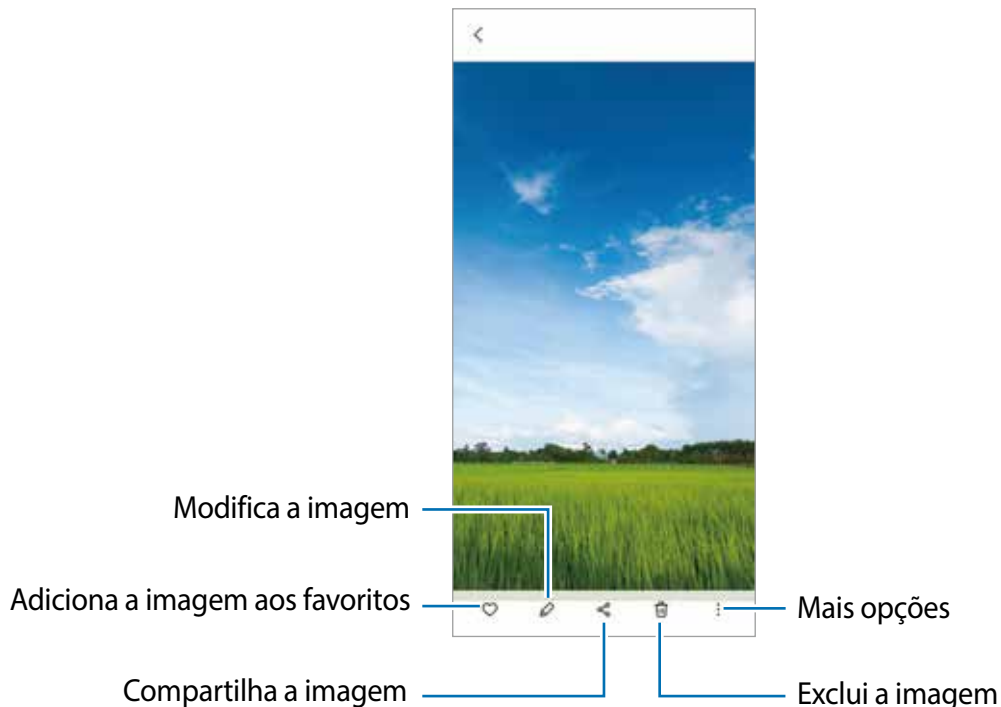 Modifica a imagem
Adiciona a imagem aos favoritos
Mais opções
Compartilha a imagem
Exclui a imagem